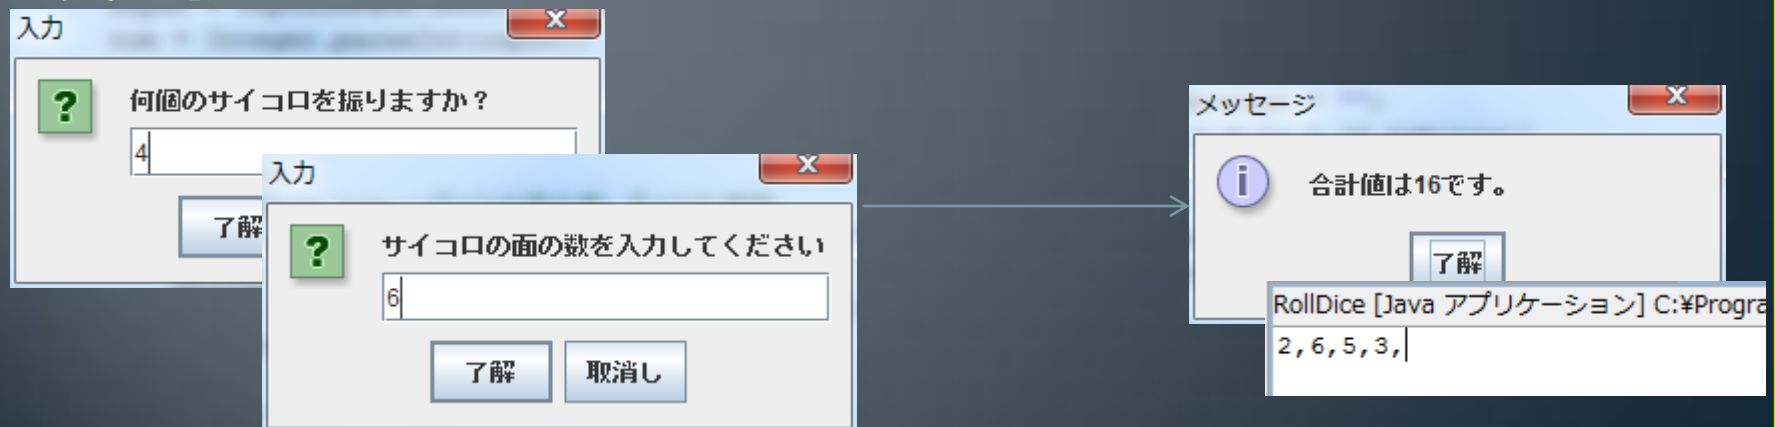 入力
何個のサイコロを振りますか？
4
了解
入力
サイコロの面の数を入力してください
6
了解
取消し
メッセージ
合計値は16です。
了解
RollDice [Java アプリケーション] C:¥Progra
2,6,5,3,